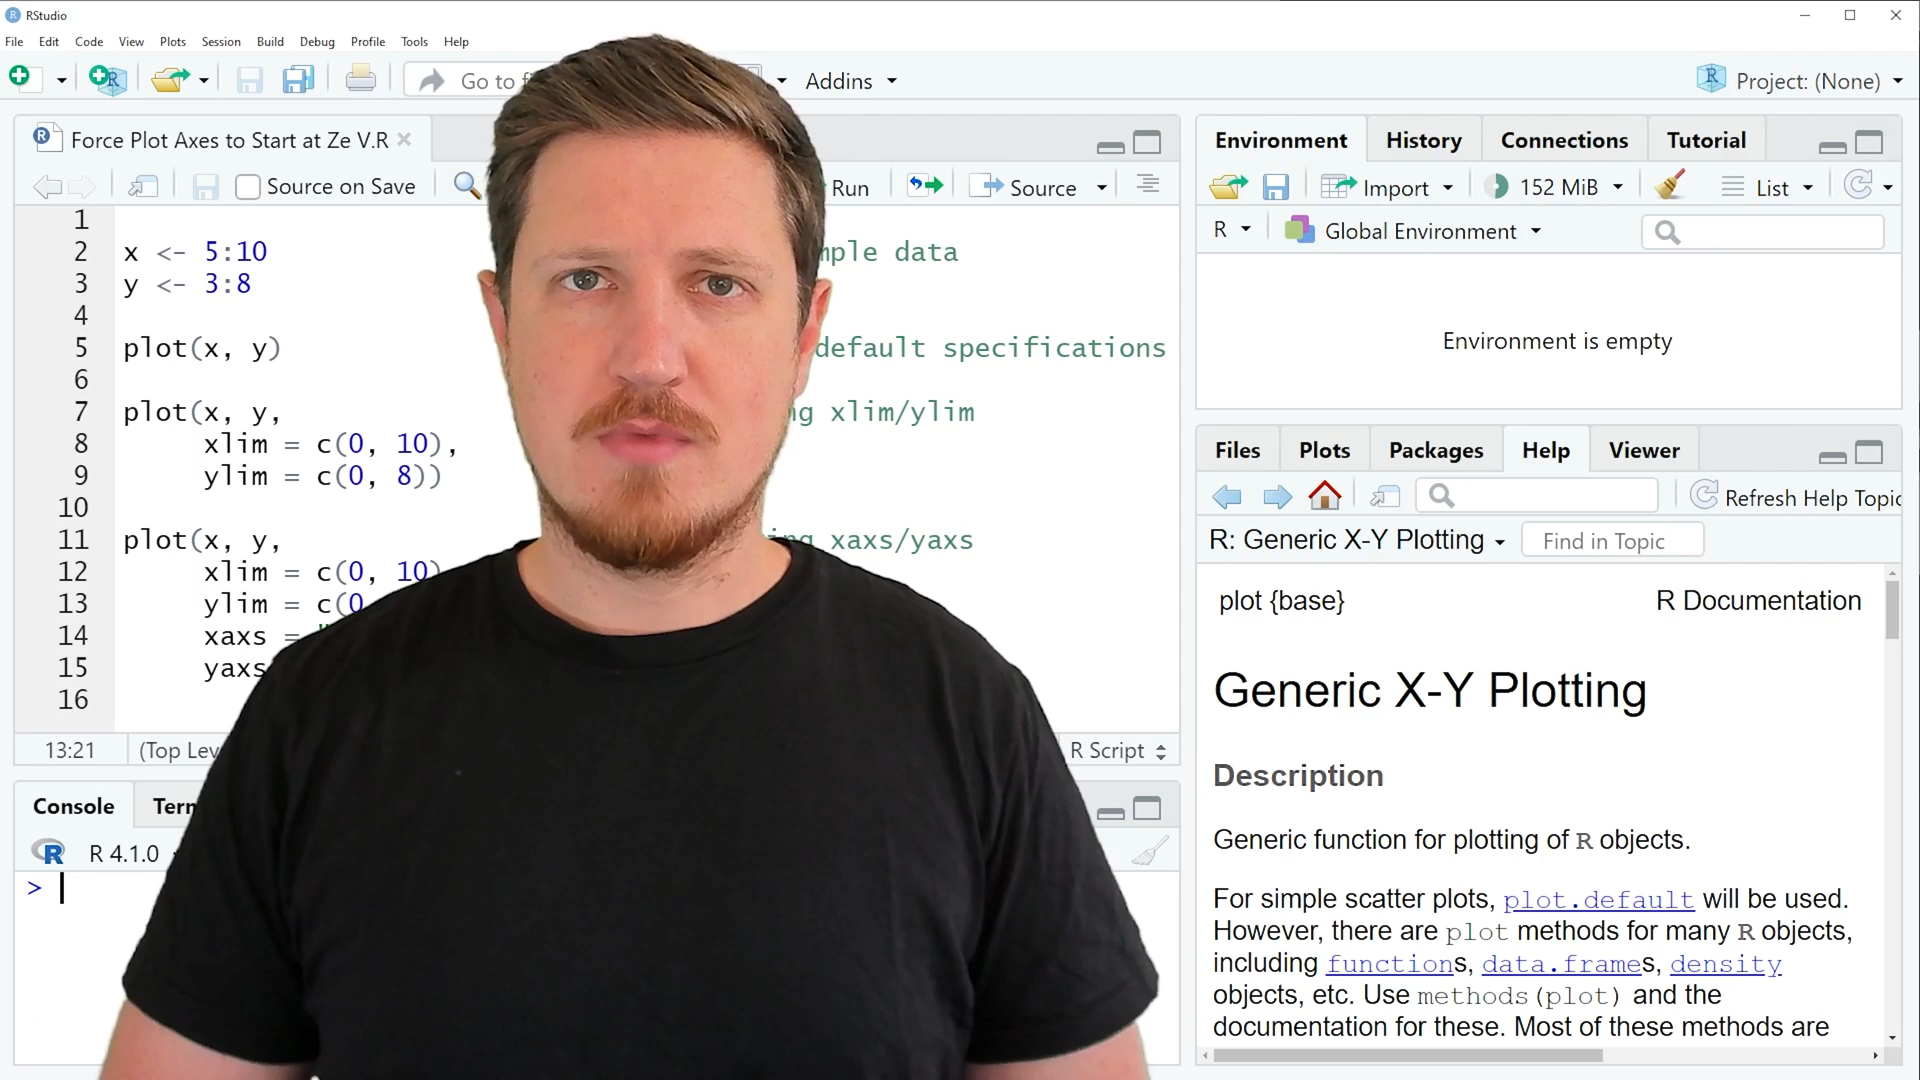 RStudio
File Edit Code View Plots Session Build Debug Profile Tools Help
Go to Addins Project: (None)
Force Plot Axes to Start at Ze V.R
Source on Save Run Source
1
2 x <- 5:10 data
3 y <- 3:8
4
5 plot(x, y) default specifications
6
7 plot(x, y, xlim/ylim
8 xlim = c(0, 10),
9 ylim = c(0, 8))
10
11 plot(x, y, xaxs/yaxs
12 xlim = c(0, 10)
13 ylim = c(0
14 xaxs = "
15 yaxs
16
13:21 (Top Lev R Script
Console Tern
R 4.1.0
>
Environment History Connections Tutorial
Import 152 MiB List
R Global Environment
Environment is empty
Files Plots Packages Help Viewer
Refresh Help Topic
R: Generic X-Y Plotting Find in Topic
plot {base} R Documentation
Generic X-Y Plotting
Description
Generic function for plotting of R objects.
For simple scatter plots, plot.default will be used.
However, there are plot methods for many R objects,
including functions, data.frames, density
objects, etc. Use methods(plot) and the
documentation for these. Most of these methods are